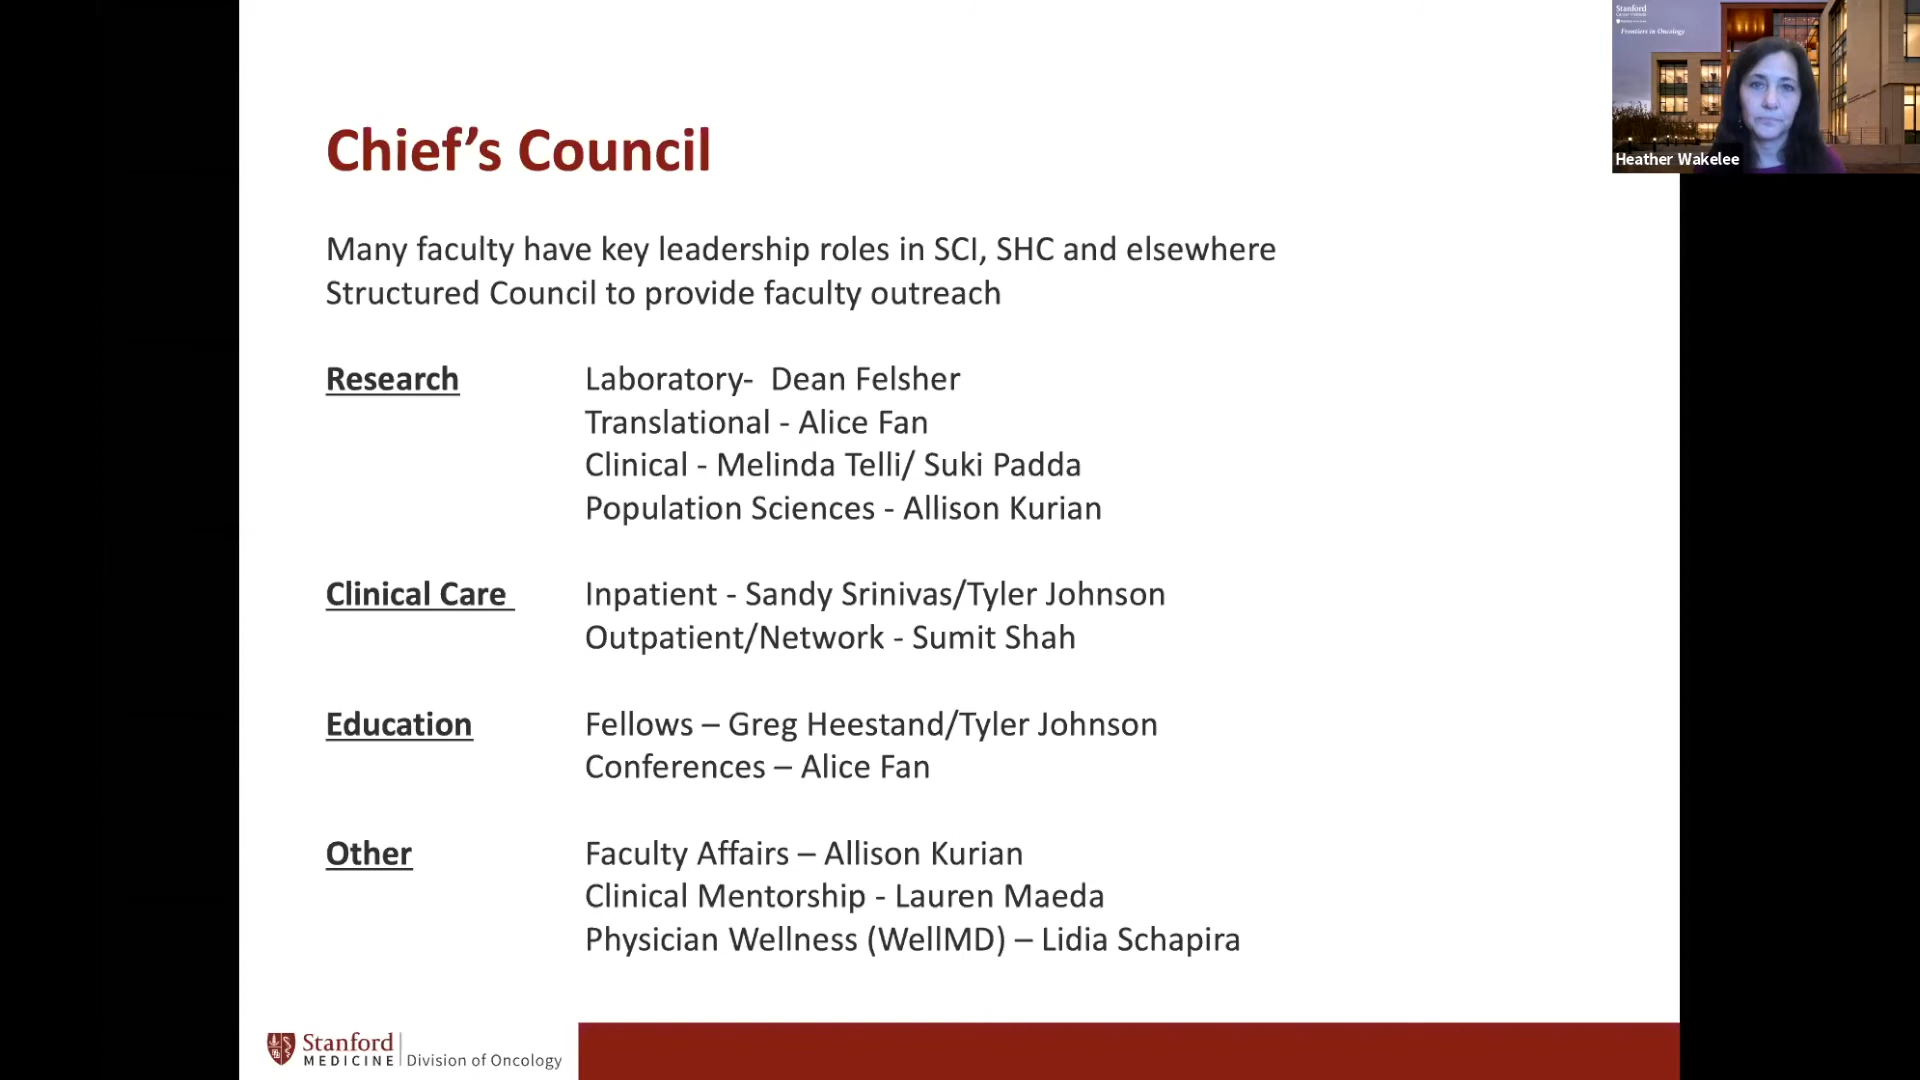 Stanford
Frontiers in Oncology
Heather Wakelee
Chief’s Council
Many faculty have key leadership roles in SCI, SHC and elsewhere
Structured Council to provide faculty outreach
Research
Laboratory-  Dean Felsher
Translational - Alice Fan
Clinical - Melinda Telli/ Suki Padda
Population Sciences - Allison Kurian
Clinical Care
Inpatient - Sandy Srinivas/Tyler Johnson
Outpatient/Network - Sumit Shah
Education
Fellows – Greg Heestand/Tyler Johnson
Conferences – Alice Fan
Other
Faculty Affairs – Allison Kurian
Clinical Mentorship - Lauren Maeda
Physician Wellness (WellMD) – Lidia Schapira
Stanford
MEDICINE
Division of Oncology